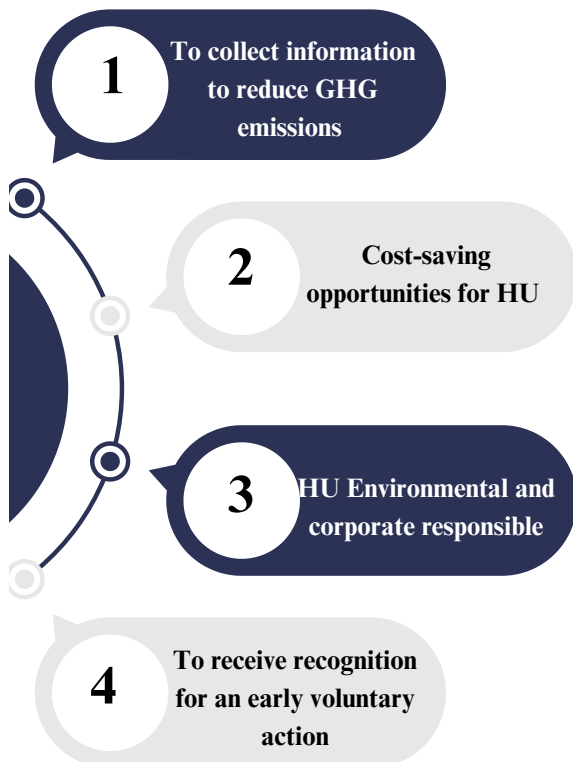 1
To collect information
to reduce GHG
emissions
2
Cost-saving
opportunities for HU
3
HU Environmental and
corporate responsible
4
To receive recognition
for an early voluntary
action